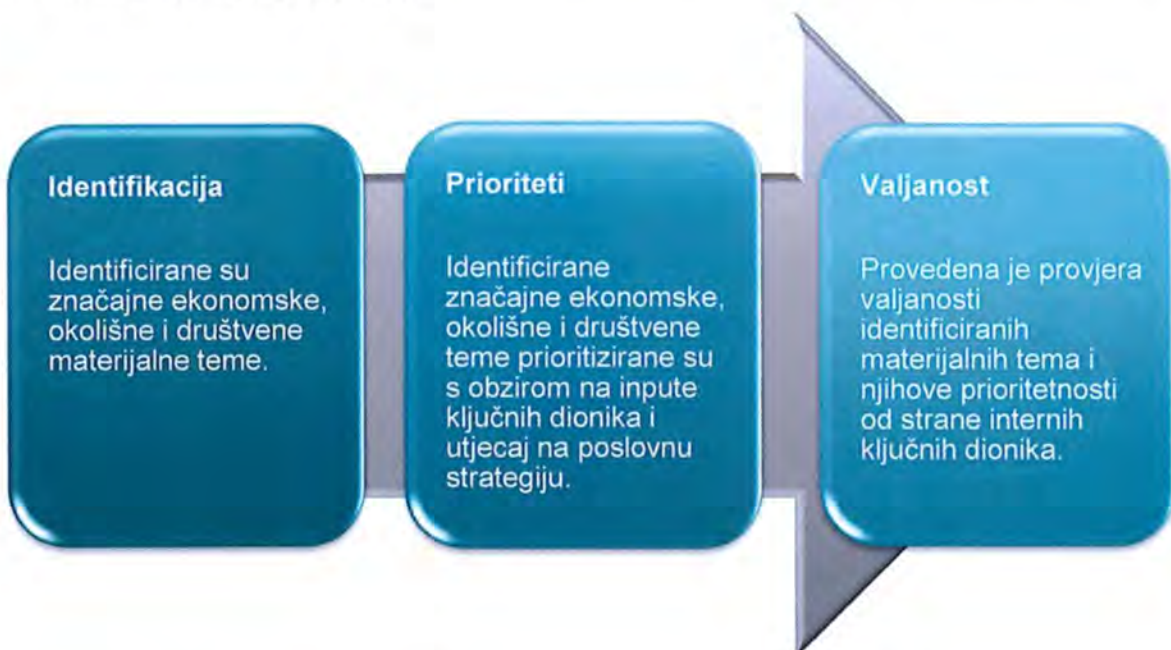 Identifikacija
Identificirane su
značajne ekonomske,
okolišne i društvene
materijalne teme.
Prioriteti
Identificirane
značajne ekonomske,
okolišne i društvene
teme prioritizirane su
s obzirom na inpute
ključnih dionika i
utjecaj na poslovnu
strategiju.
Valjanost
Provedena je provjera
valjanosti
identificiranih
materijalnih tema i
njihove prioritetnosti
od strane internih
ključnih dionika.